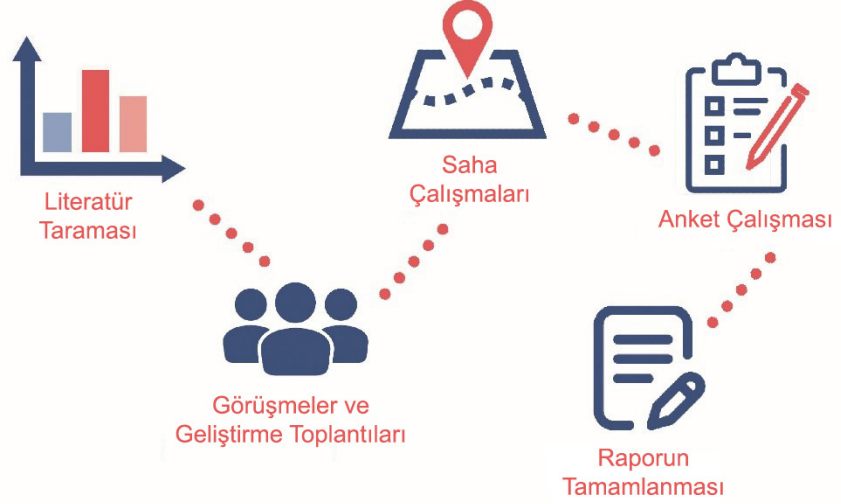 Literatür
Taraması
Görüşmeler ve
Geliştirme Toplantıları
Saha
Çalışmaları
Anket Çalışması
Raporun
Tamamlanması